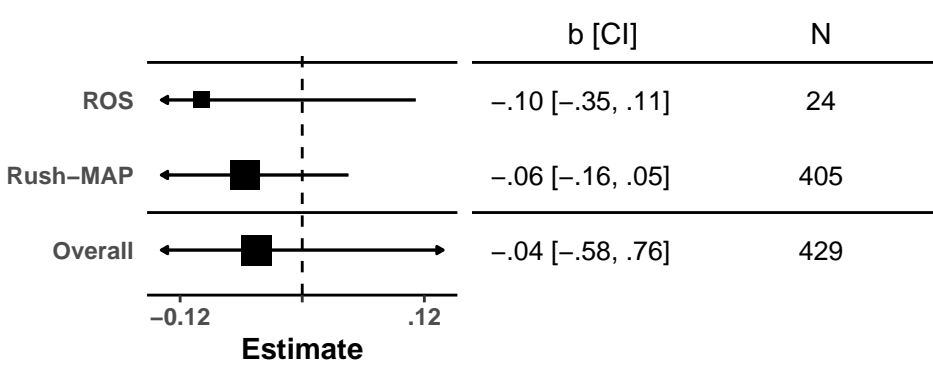 b [CI] N
ROS −.10 [−.35, .11] 24
Rush−MAP −.06 [−.16, .05] 405
Overall −.04 [−.58, .76] 429
−0.12 .12
Estimate